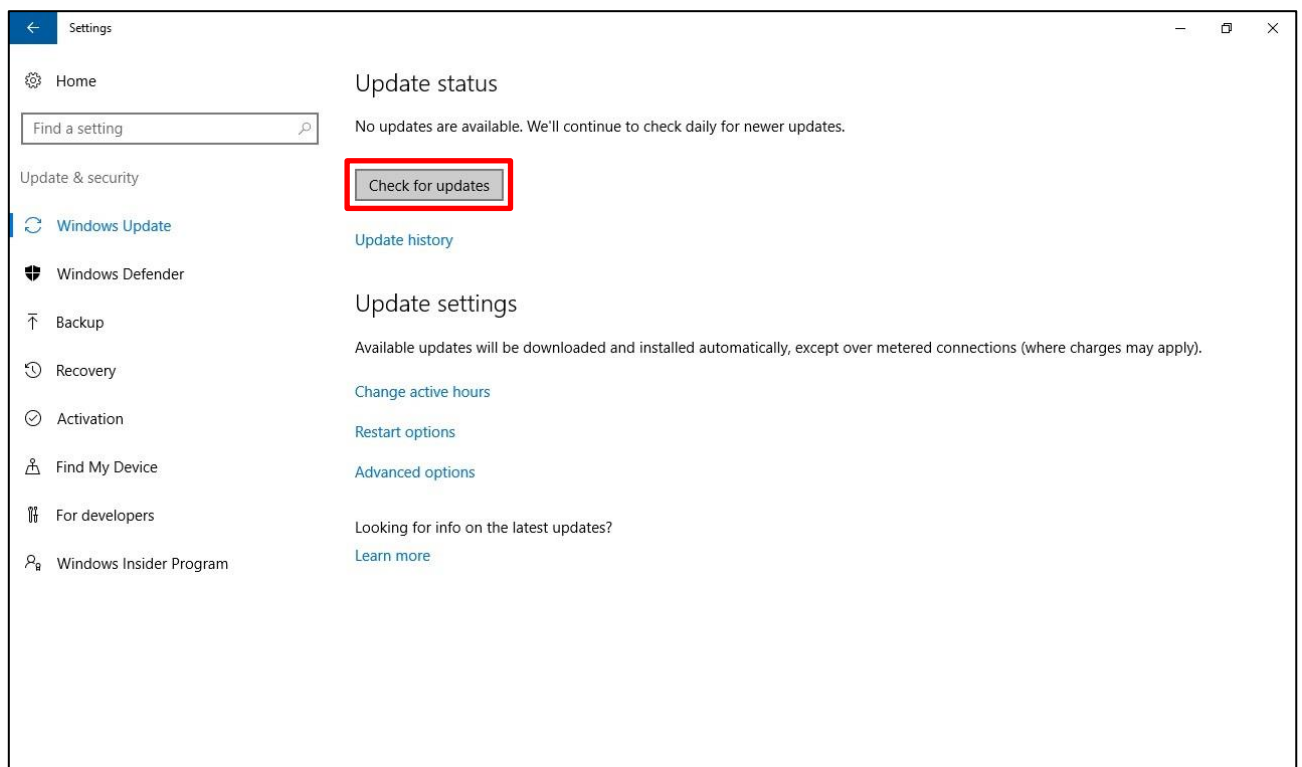 Settings
Home
Find a setting
Update & security
Windows Update
Windows Defender
Backup
Recovery
Activation
Find My Device
For developers
Windows Insider Program
Update status
No updates are available. We'll continue to check daily for newer updates.
Check for updates
Update history
Update settings
Available updates will be downloaded and installed automatically, except over metered connections (where charges may apply).
Change active hours
Restart options
Advanced options
Looking for info on the latest updates?
Learn more